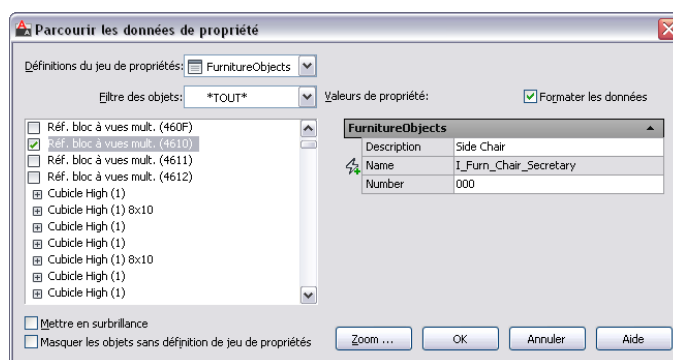 Parcourir les données de propriété
Définitions du jeu de propriétés: FurnitureObjects
Filtre des objets: *TOUT*
Valeurs de propriété:
Formater les données
Réf. bloc à vues mult. (460F)
Réf. bloc à vues mult. (4610)
Réf. bloc à vues mult. (4611)
Réf. bloc à vues mult. (4612)
Cubicle High (1)
Cubicle High (1) 8x10
Cubicle High (1)
Cubicle High (1)
Cubicle High (1) 8x10
Cubicle High (1)
Cubicle High (1)
FurnitureObjects
Description Side Chair
Name I_Furn_Chair_Secretary
Number 000
Mettre en surbrillance
Masquer les objets sans définition de jeu de propriétés
Zoom ... OK Annuler Aide